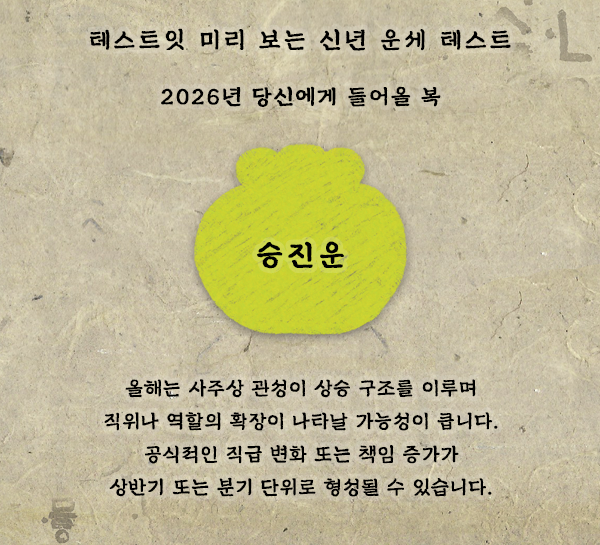 테스트잇 미리 보는 신년 운세 테스트
2026년 당신에게 들어올 복
승진운
올해는 사주상 관성이 상승 구조를 이루며
직위나 역할의 확장이 나타날 가능성이 큽니다.
공식적인 직급 변화 또는 책임 증가가
상반기 또는 분기 단위로 형성될 수 있습니다.